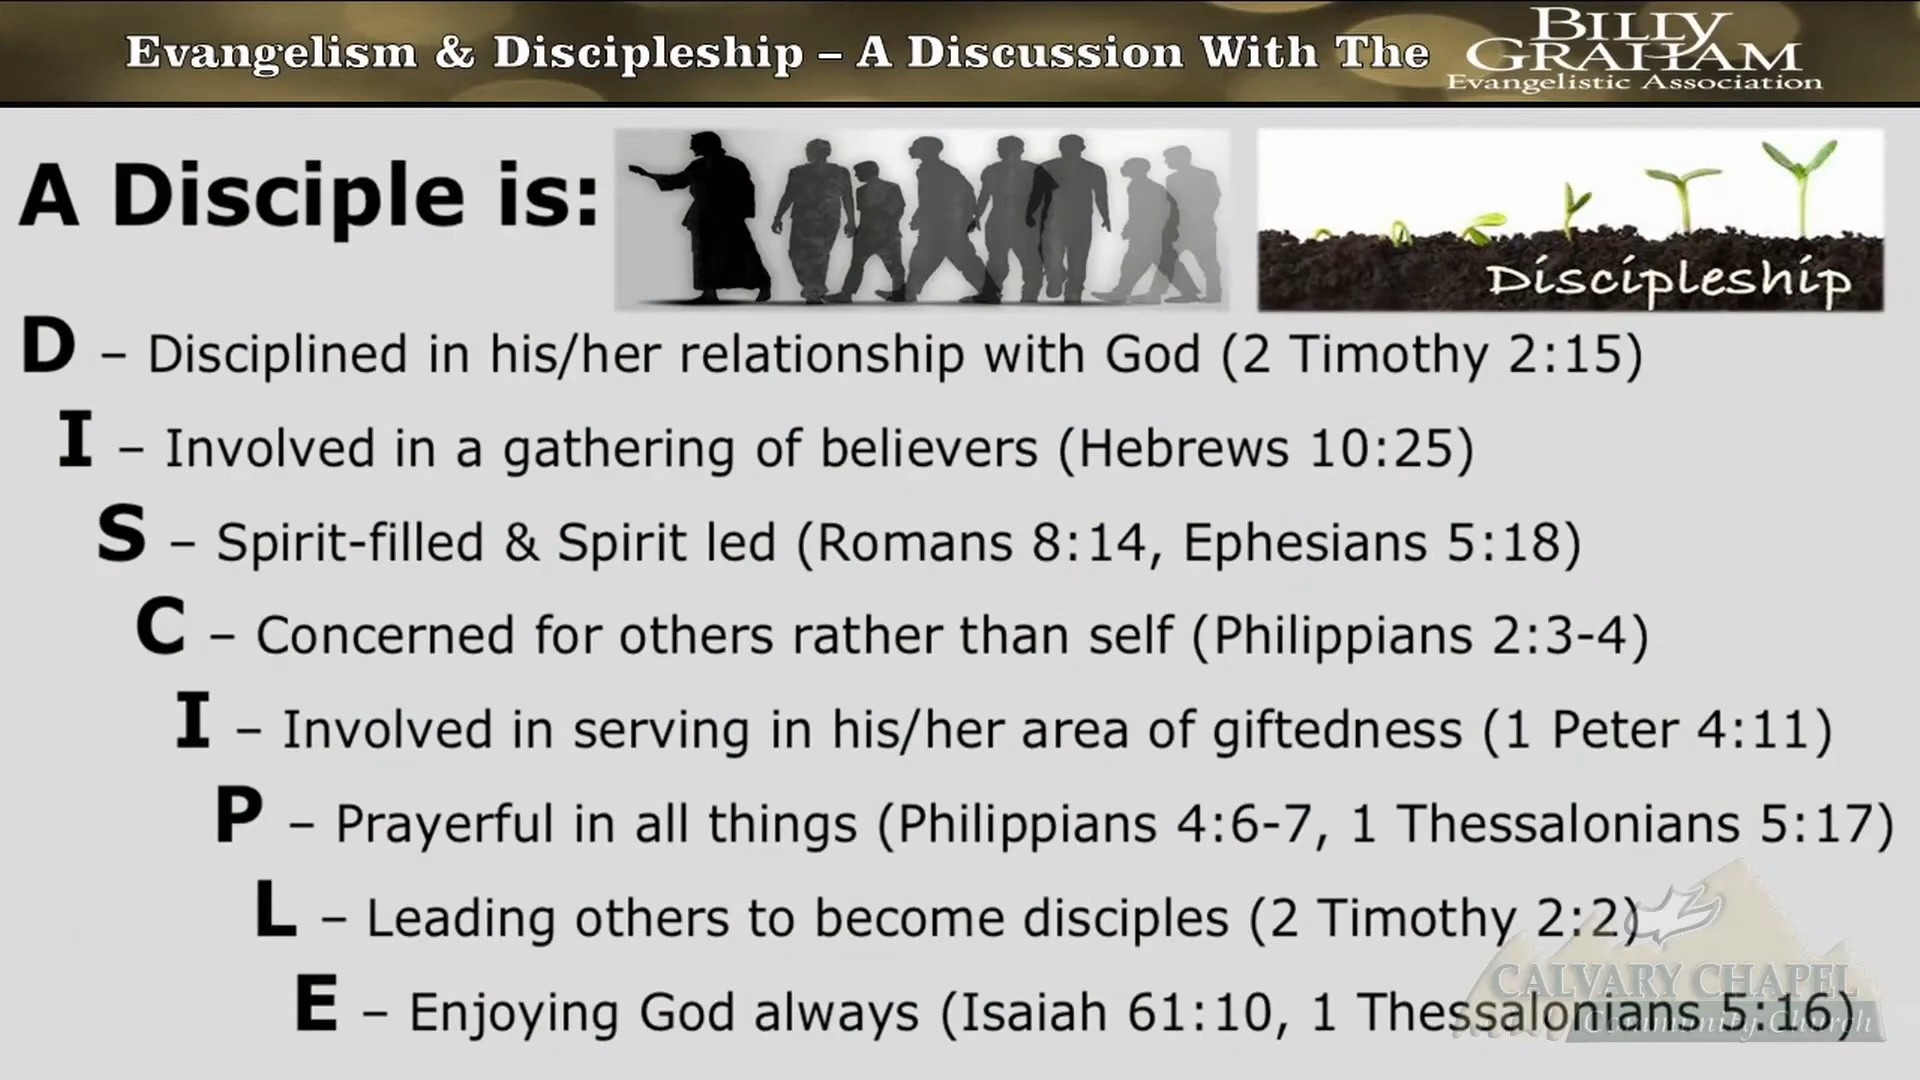 Evangelism & Discipleship – A Discussion With The
BILLY
GRAHAM
Evangelistic Association
A Disciple is:
Discipleship
D – Disciplined in his/her relationship with God (2 Timothy 2:15)
I – Involved in a gathering of believers (Hebrews 10:25)
S – Spirit-filled & Spirit led (Romans 8:14, Ephesians 5:18)
C – Concerned for others rather than self (Philippians 2:3-4)
I – Involved in serving in his/her area of giftedness (1 Peter 4:11)
P – Prayerful in all things (Philippians 4:6-7, 1 Thessalonians 5:17)
L – Leading others to become disciples (2 Timothy 2:2)
E – Enjoying God always (Isaiah 61:10, 1 Thessalonians 5:16)
CALVARY CHAPEL
Community Church